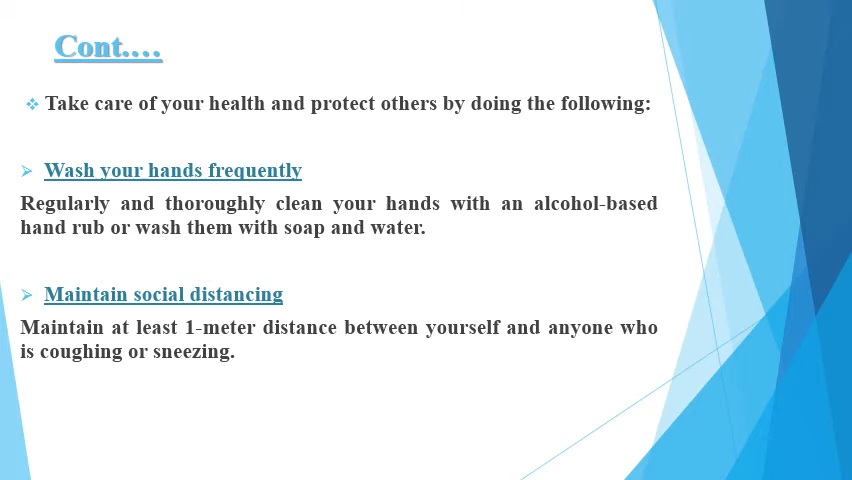 Cont.…
Take care of your health and protect others by doing the following:
Wash your hands frequently
Regularly and thoroughly clean your hands with an alcohol-based
hand rub or wash them with soap and water.
Maintain social distancing
Maintain at least 1-meter distance between yourself and anyone who
is coughing or sneezing.